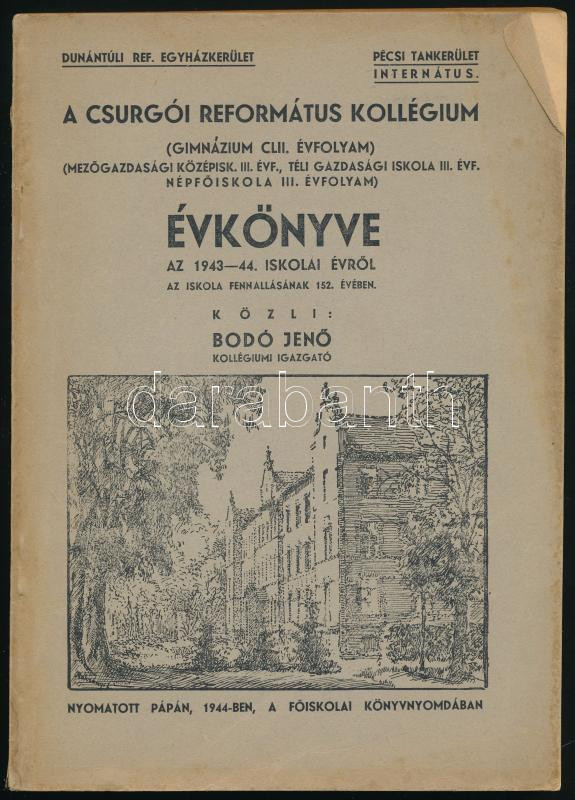 DUNÁNTÚLI REF. EGYHÁZKERÜLET
PÉCSI TANKERÜLET
INTERNÁTUS.
A CSURGÓI REFORMÁTUS KOLLÉGIUM
(GIMNÁZIUM CLII. ÉVFOLYAM)
(MEZŐGAZDASÁGI KÖZÉPISK. III. ÉVF., TÉLI GAZDASÁGI ISKOLA III. ÉVF.
NÉPFŐISKOLA III. ÉVFOLYAM)
ÉVKÖNYVE
AZ 1943—44. ISKOLAI ÉVRŐL
AZ ISKOLA FENNALLÁSÁNAK 152. ÉVÉBEN.
KÖZLI:
BODÓ JENŐ
KOLLÉGIUMI IGAZGATÓ
darabanth
NYOMATOTT PÁPÁN, 1944-BEN, A FŐISKOLAI KÖNYVNYOMDÁBAN